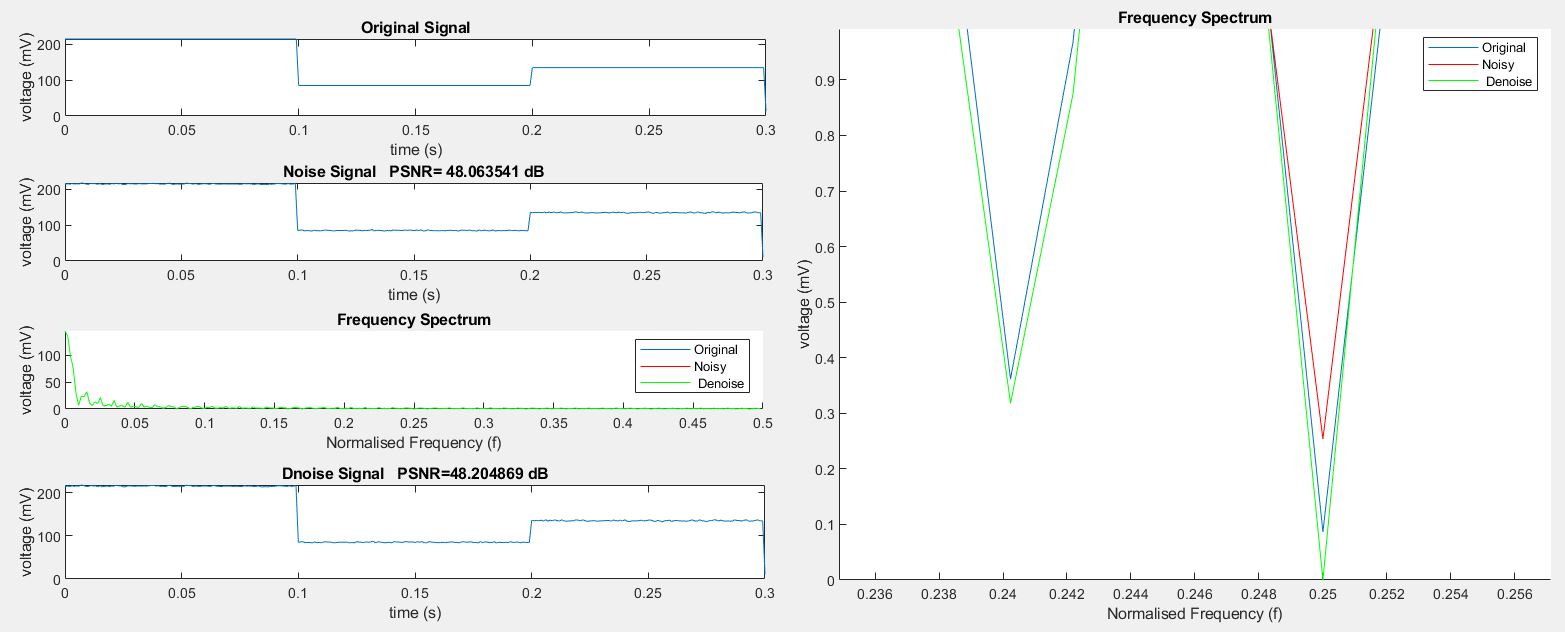 Original Signal
voltage (mV)
200
100
0
0 0.05 0.1 0.15 0.2 0.25 0.3
time (s)
Noise Signal PSNR= 48.063541 dB
voltage (mV)
200
100
0
0 0.05 0.1 0.15 0.2 0.25 0.3
time (s)
Frequency Spectrum
voltage (mV)
100
50
0
Original
Noisy
Denoise
0 0.05 0.1 0.15 0.2 0.25 0.3 0.35 0.4 0.45 0.5
Normalised Frequency (f)
Dnoise Signal PSNR=48.204869 dB
voltage (mV)
200
100
0
0 0.05 0.1 0.15 0.2 0.25 0.3
time (s)
Frequency Spectrum
Original
Noisy
Denoise
voltage (mV)
0.9
0.8
0.7
0.6
0.5
0.4
0.3
0.2
0.1
0
0.236 0.238 0.24 0.242 0.244 0.246 0.248 0.25 0.252 0.254 0.256
Normalised Frequency (f)